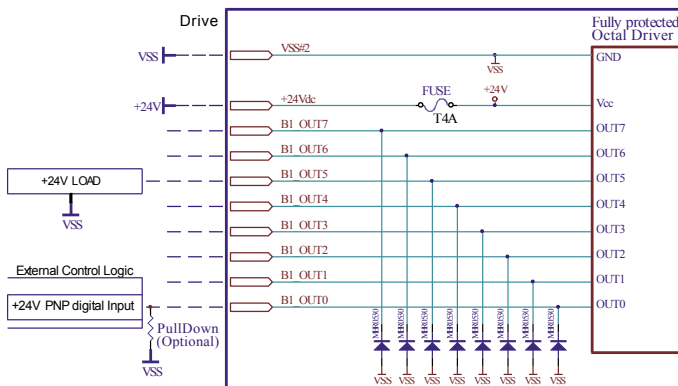 Drive
Fully protected
Octal Driver
VSS
VSS#2
VSS
GND
+24V
+24Vdc
FUSE
T4A
+24V
Vcc
B1_OUT7
OUT7
B1_OUT6
OUT6
+24V LOAD
B1_OUT5
OUT5
VSS
B1_OUT4
OUT4
B1_OUT3
OUT3
B1_OUT2
OUT2
External Control Logic
B1_OUT1
OUT1
+24V PNP digital Input
B1_OUT0
OUT0
PullDown
(Optional)
VSS
MBR0530 MBR0530 MBR0530 MBR0530 MBR0530 MBR0530 MBR0530 MBR0530
VSS VSS VSS VSS VSS VSS VSS VSS